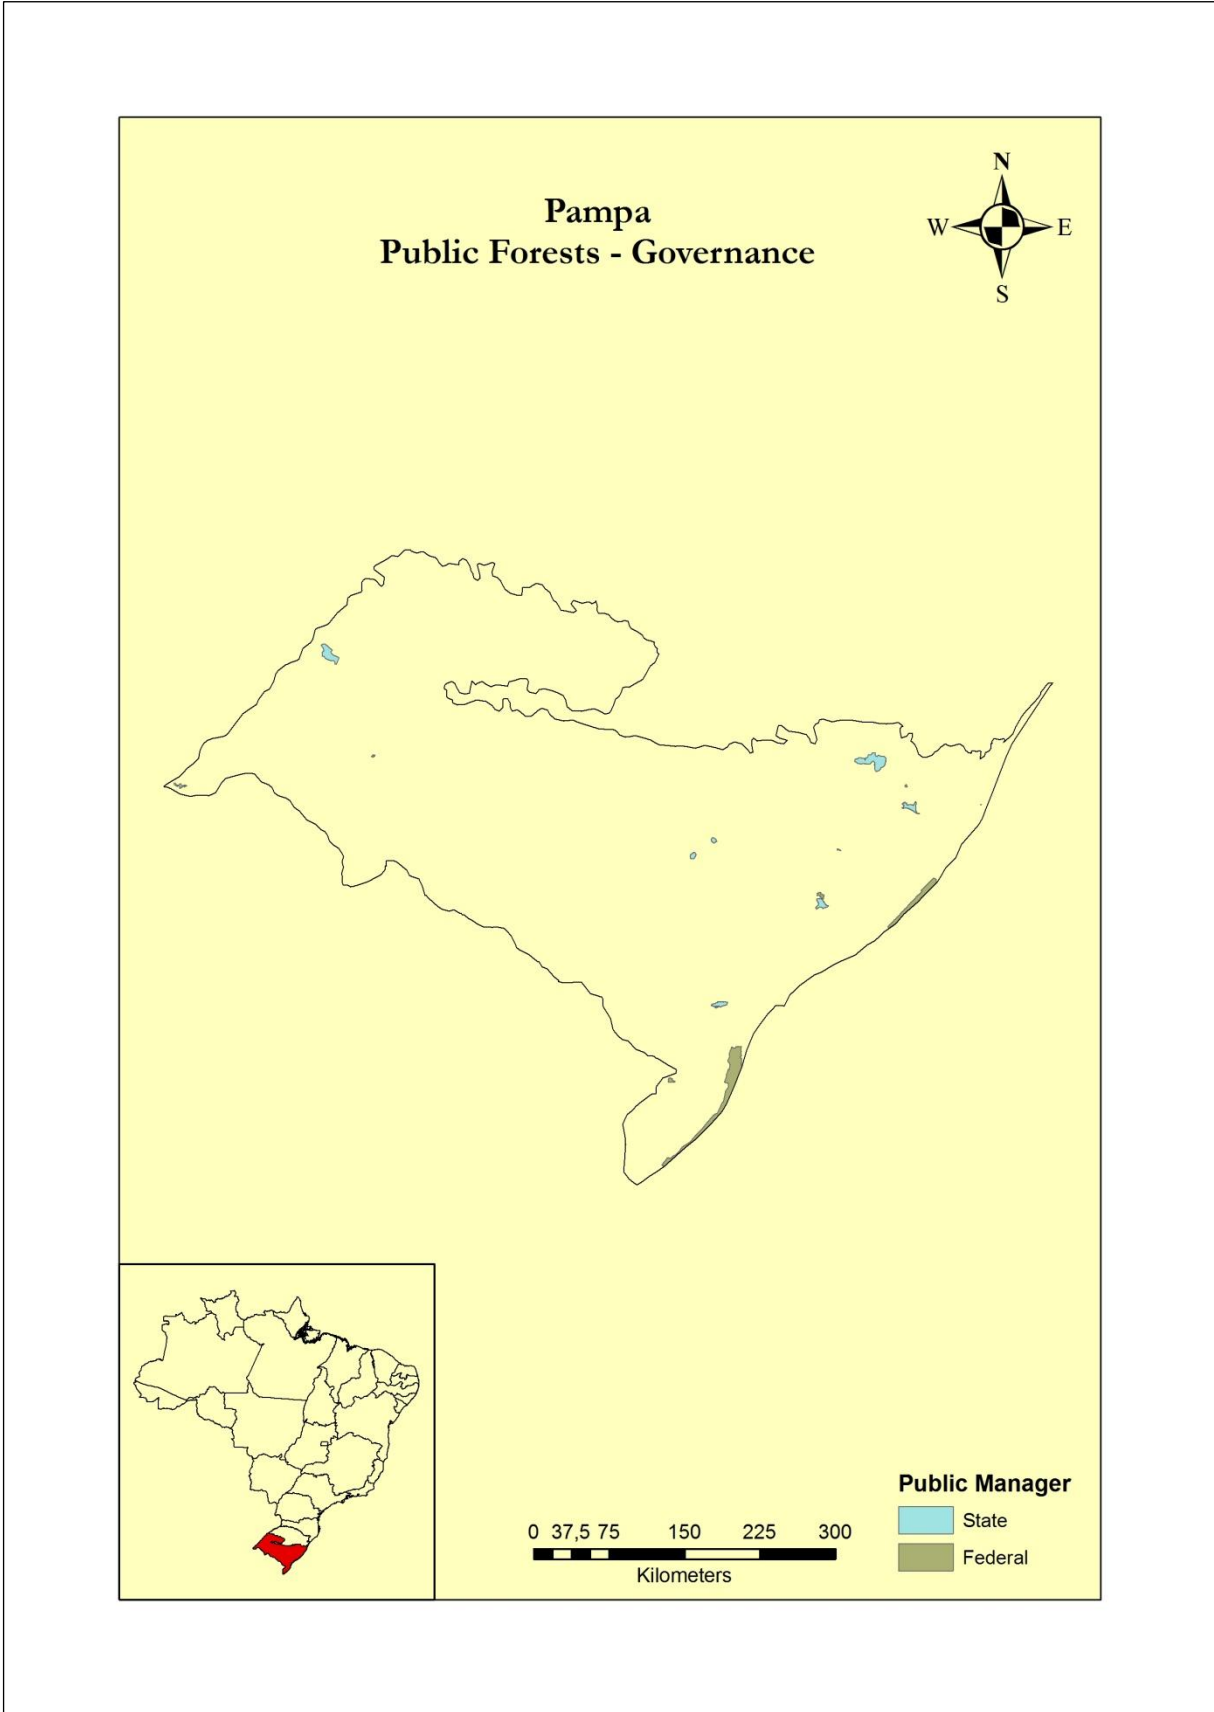 Pampa
Public Forests - Governance
N
W E
S
Public Manager
State
Federal
0 37,5 75 150 225 300
Kilometers